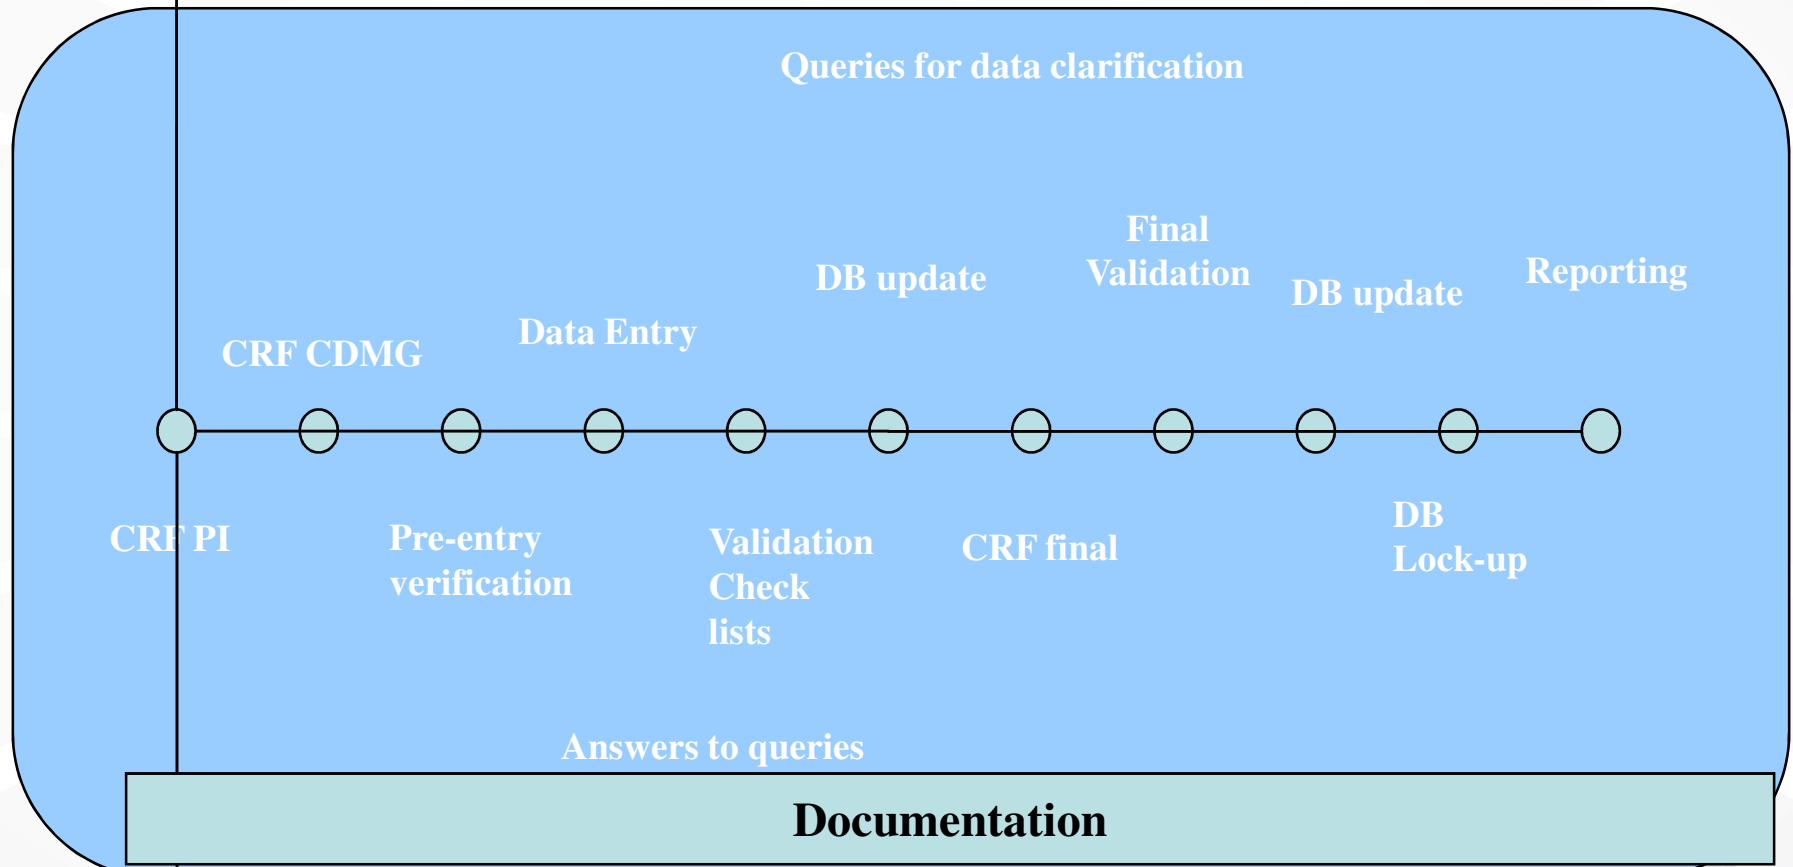 Queries for data clarification
Final
Validation
DB update
DB update
Reporting
Data Entry
CRF CDMG
CRF PI
Pre-entry
verification
Validation
Check
lists
CRF final
DB
Lock-up
Answers to queries
Documentation